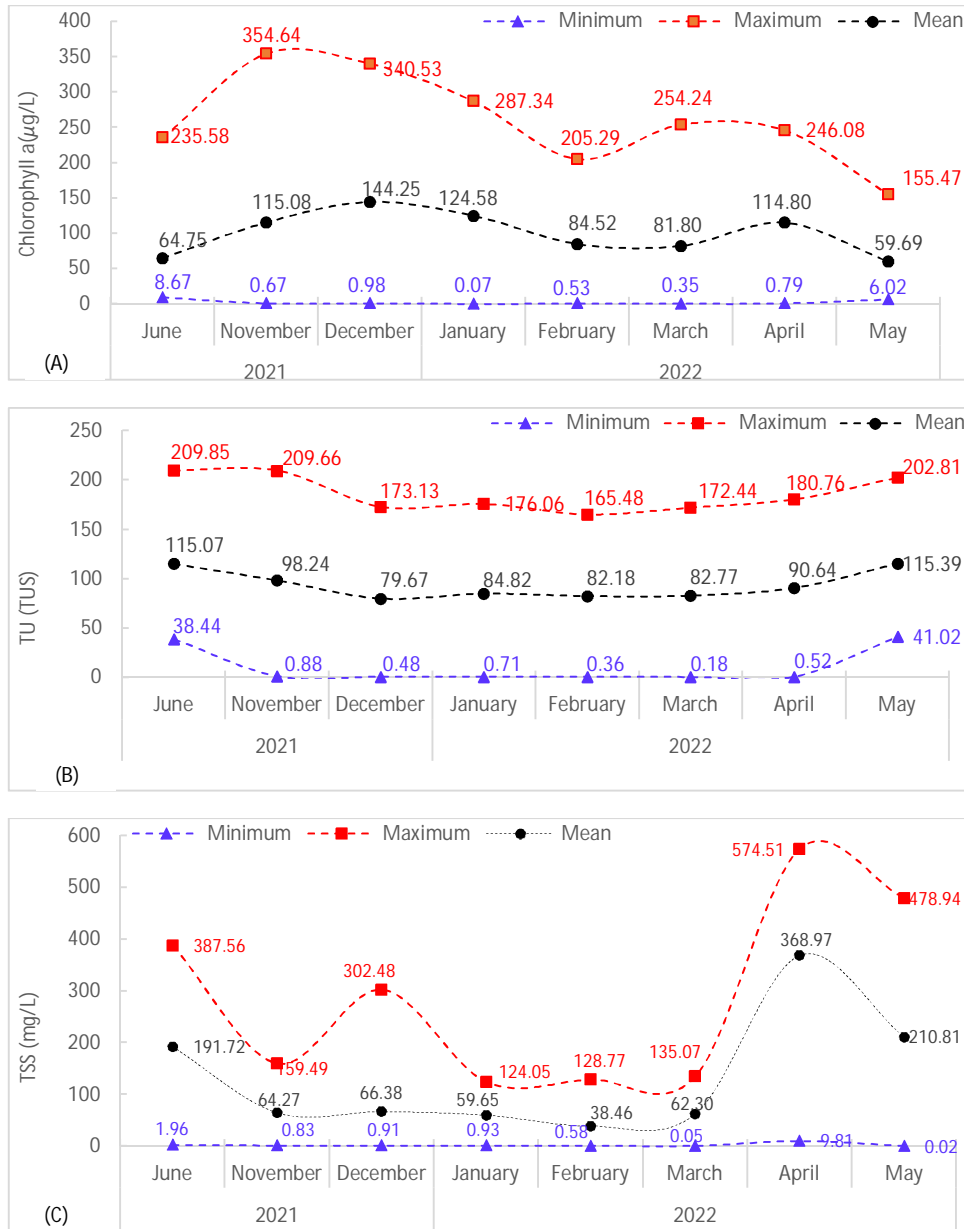 Minimum Maximum Mean
400
350
300
250
200
150
100
50
0
Chlorophyll a(µg/L)
354.64
340.53
287.34
254.24
246.08
235.58
205.29
155.47
144.25
124.58
115.08
114.80
84.52
81.80
64.75
59.69
8.67 0.67 0.98 0.07 0.53 0.35 0.79 6.02
June November December January February March April May
2021 2022
(A)
Minimum Maximum Mean
250
200
150
100
50
0
TU (TUS)
209.85 209.66 173.13 176.06 165.48 172.44 180.76 202.81
115.07 98.24 79.67 84.82 82.18 82.77 90.64 115.39
38.44 0.88 0.48 0.71 0.36 0.18 0.52 41.02
June November December January February March April May
2021 2022
(B)
Minimum Maximum Mean
600
500
400
300
200
100
0
TSS (mg/L)
387.56 159.49 302.48 124.05 128.77 135.07 574.51 478.94
191.72 64.27 66.38 59.65 38.46 62.30 368.97 210.81
1.96 0.83 0.91 0.93 0.58 0.05 9.81 0.02
June November December January February March April May
2021 2022
(C)